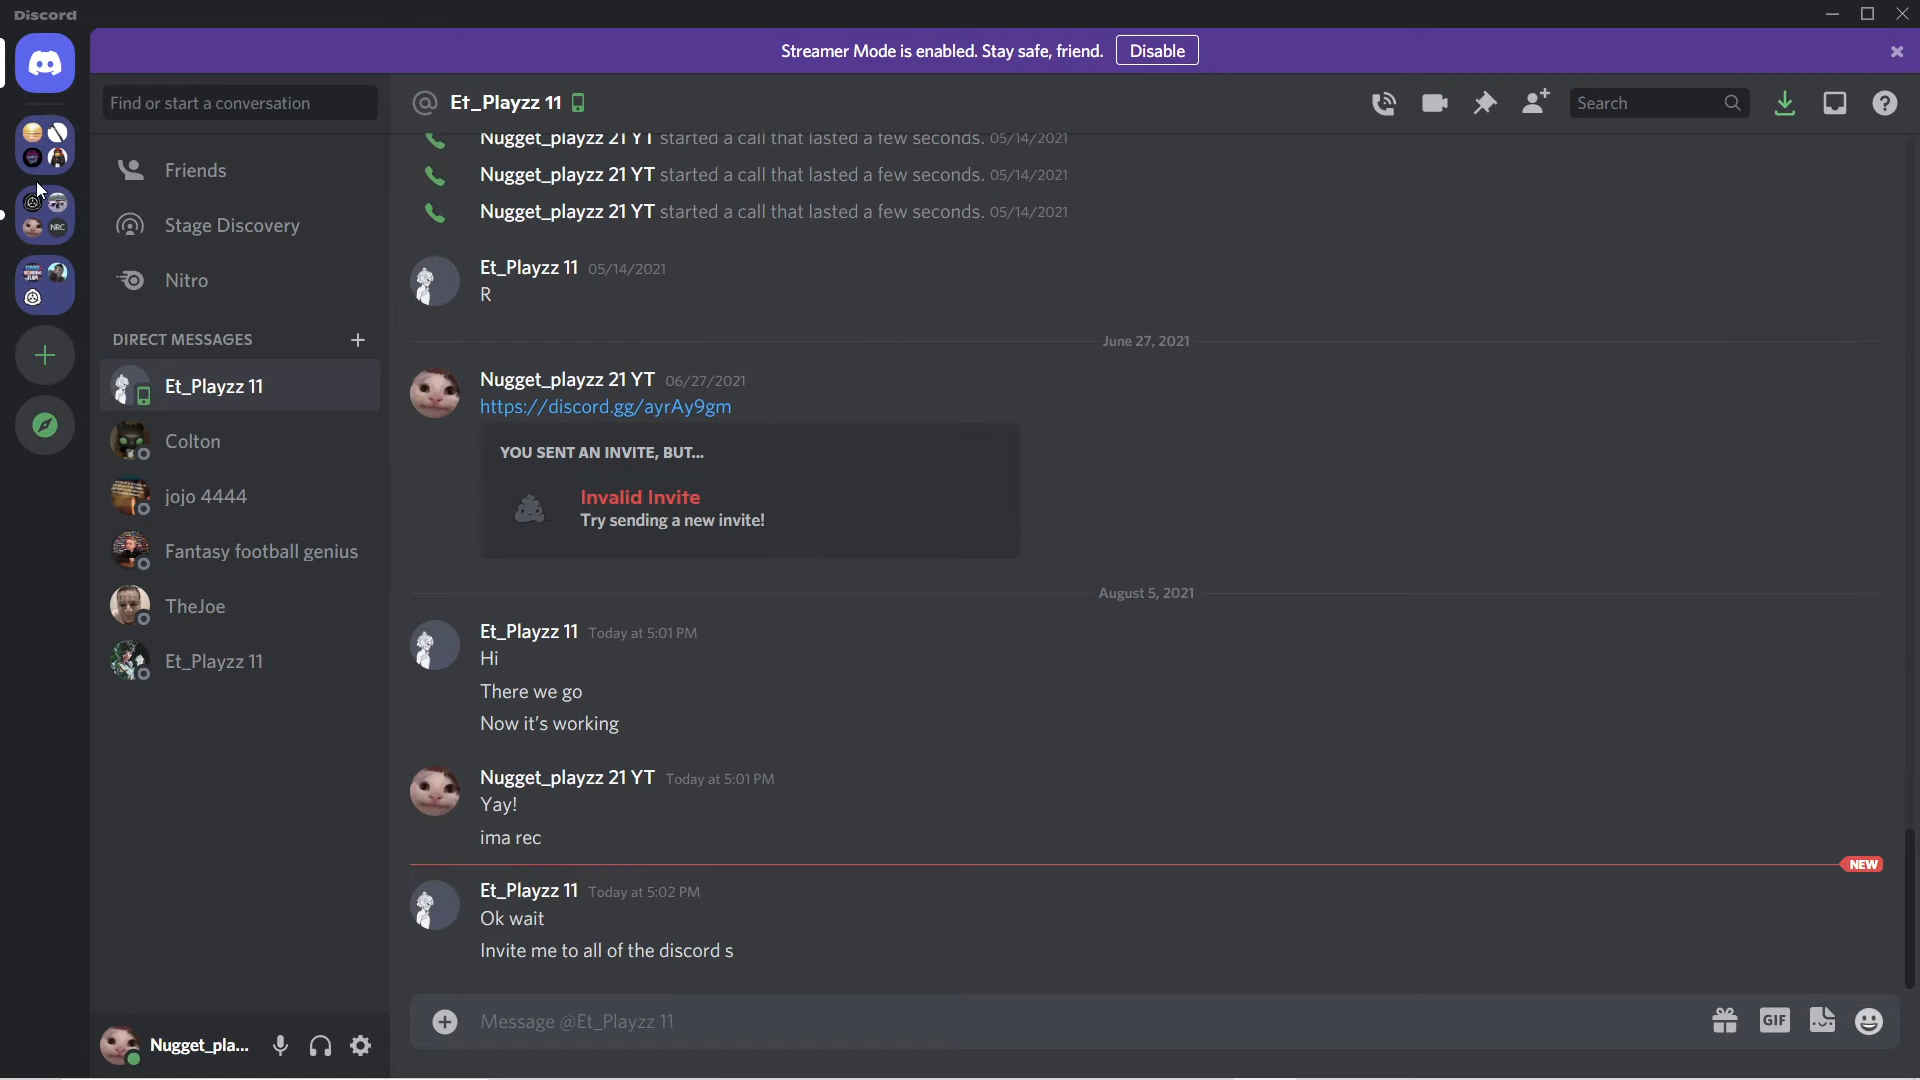 Discord
Streamer Mode is enabled. Stay safe, friend. Disable
Find or start a conversation
Et_Playzz 11
Search
Friends
Stage Discovery
Nitro
NRC
DIRECT MESSAGES
Et_Playzz 11
Colton
jojo 4444
Fantasy football genius
TheJoe
Et_Playzz 11
Nugget_pla...
Nugget_playzz 21 YT started a call that lasted a few seconds. 05/14/2021
Nugget_playzz 21 YT started a call that lasted a few seconds. 05/14/2021
Nugget_playzz 21 YT started a call that lasted a few seconds. 05/14/2021
Et_Playzz 11 05/14/2021
R
June 27, 2021
Nugget_playzz 21 YT 06/27/2021
https://discord.gg/ayrAy9gm
YOU SENT AN INVITE, BUT...
Invalid Invite
Try sending a new invite!
August 5, 2021
Et_Playzz 11 Today at 5:01 PM
Hi
There we go
Now it's working
Nugget_playzz 21 YT Today at 5:01 PM
Yay!
ima rec
NEW
Et_Playzz 11 Today at 5:02 PM
Ok wait
Invite me to all of the discord s
Message @Et_Playzz 11
GIF